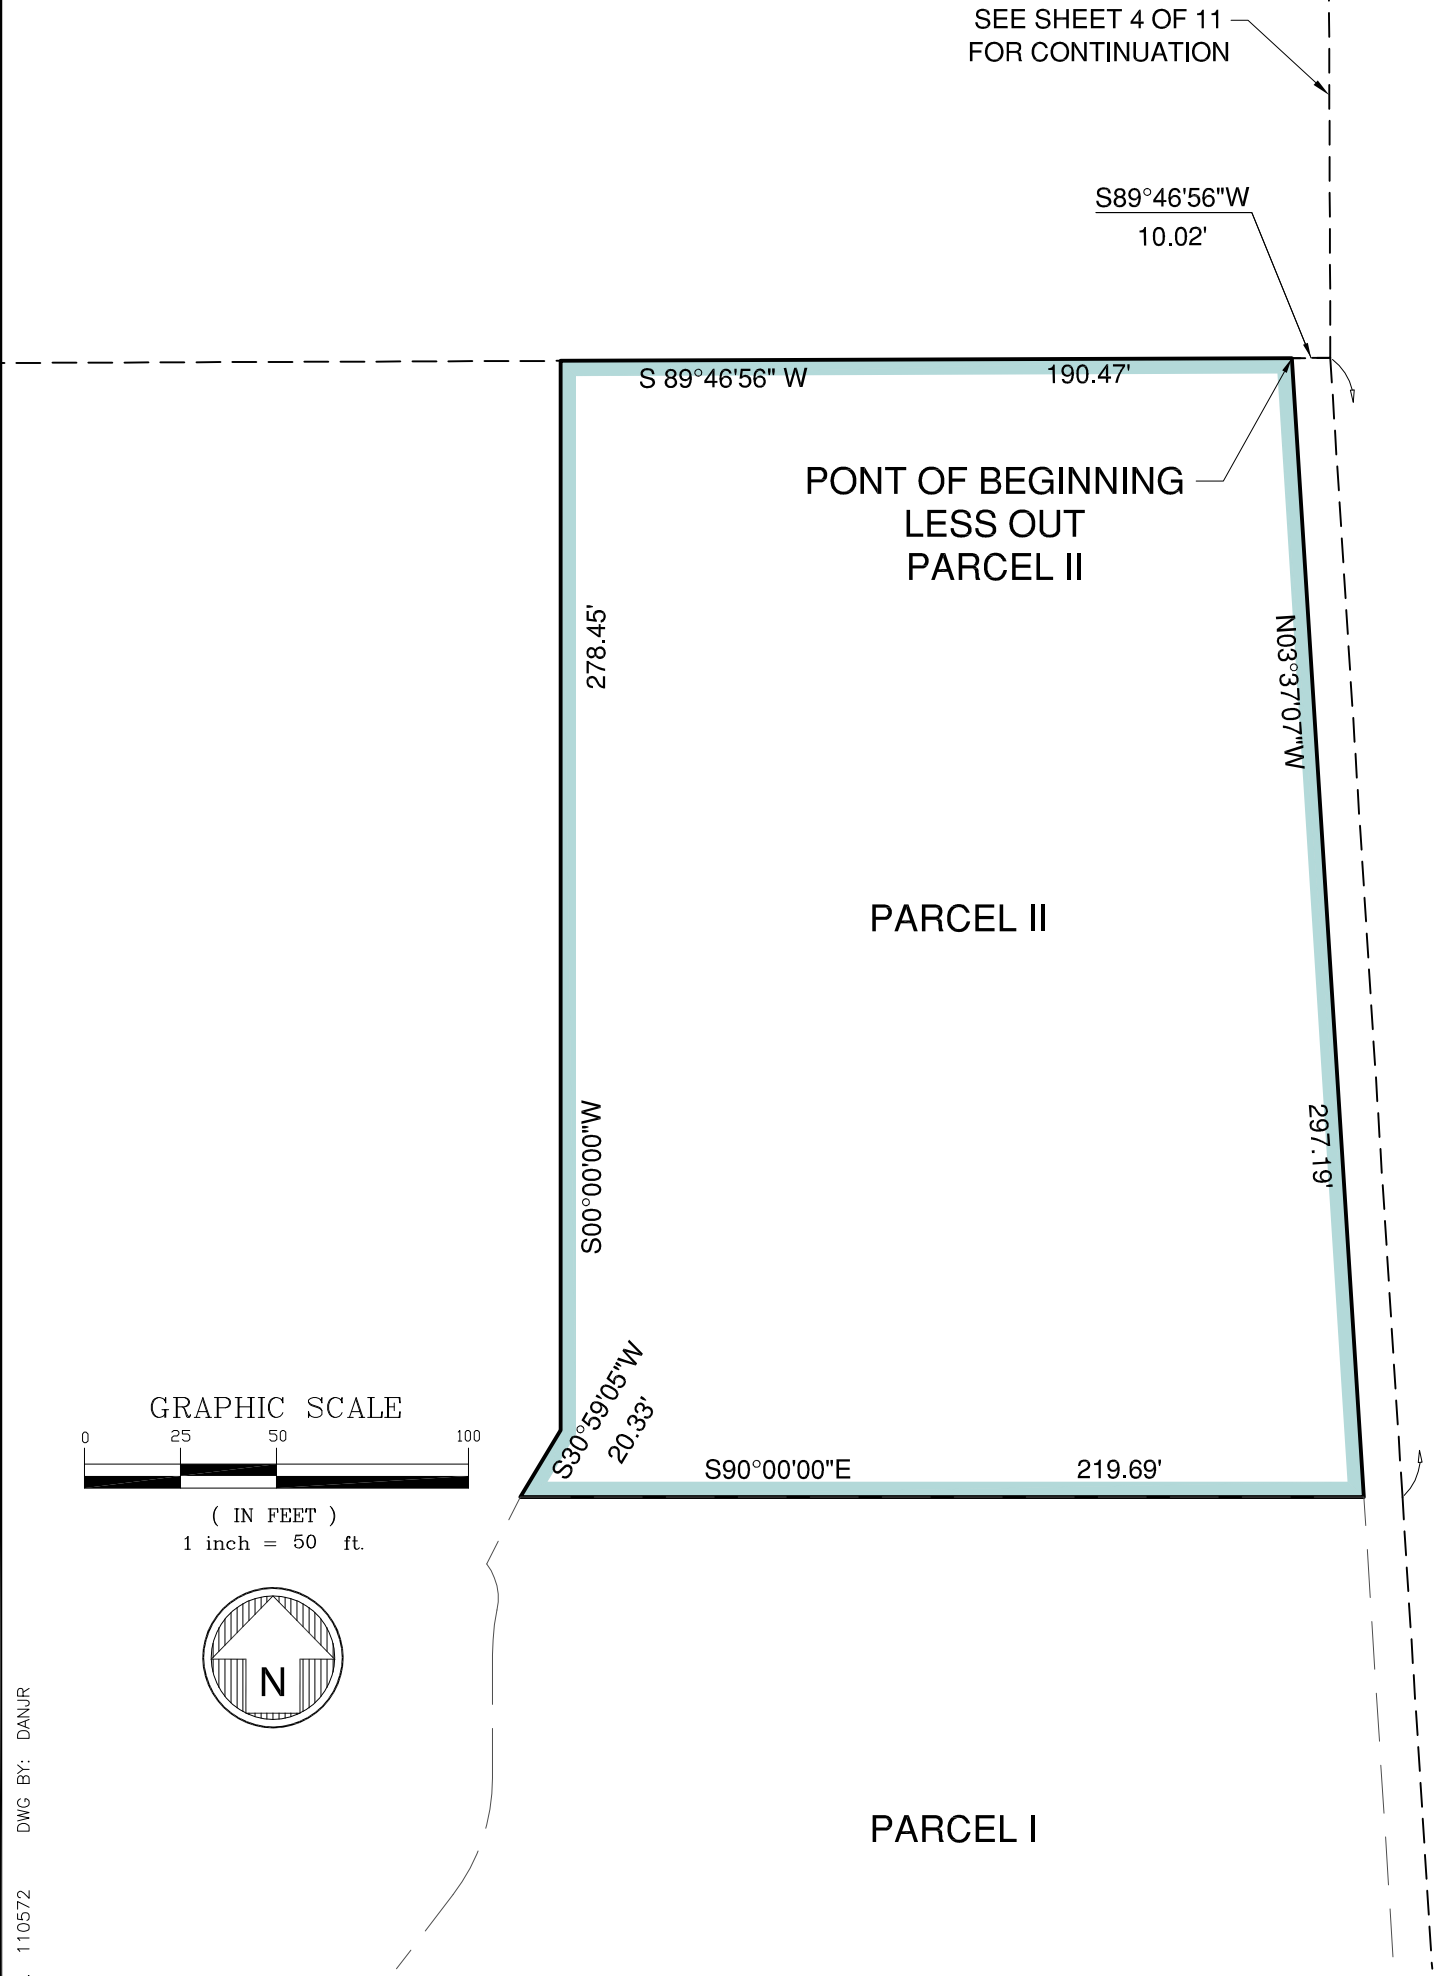 SEE SHEET 4 OF 11
FOR CONTINUATION
S89°46'56"W
10.02'
S 89°46'56" W
190.47'
PONT OF BEGINNING
LESS OUT
PARCEL II
278.45'
N03°37'07"W
PARCEL II
S00°00'00"W
297.19'
S30°59'05"W
20.33'
S90°00'00"E
219.69'
GRAPHIC SCALE
0 25 50 100
( IN FEET )
1 inch = 50 ft.
N
PARCEL I
110572 DWG BY: DANJR